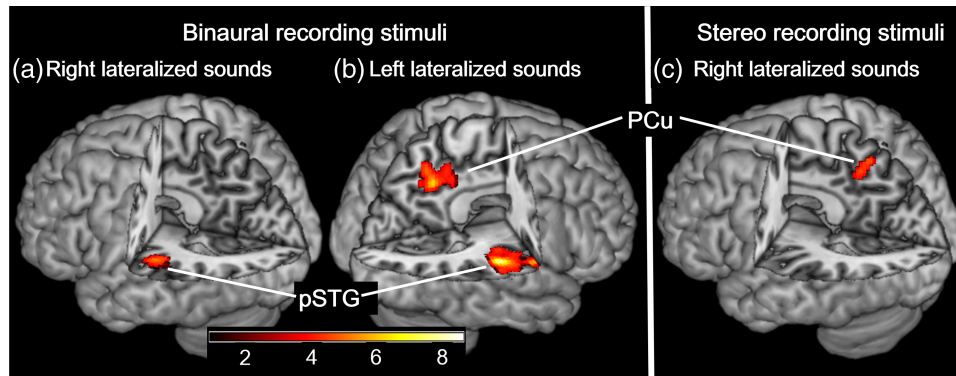 Binaural recording stimuli
Stereo recording stimuli
(a) Right lateralized sounds
(b) Left lateralized sounds
(c) Right lateralized sounds
PCu
pSTG
2 4 6 8